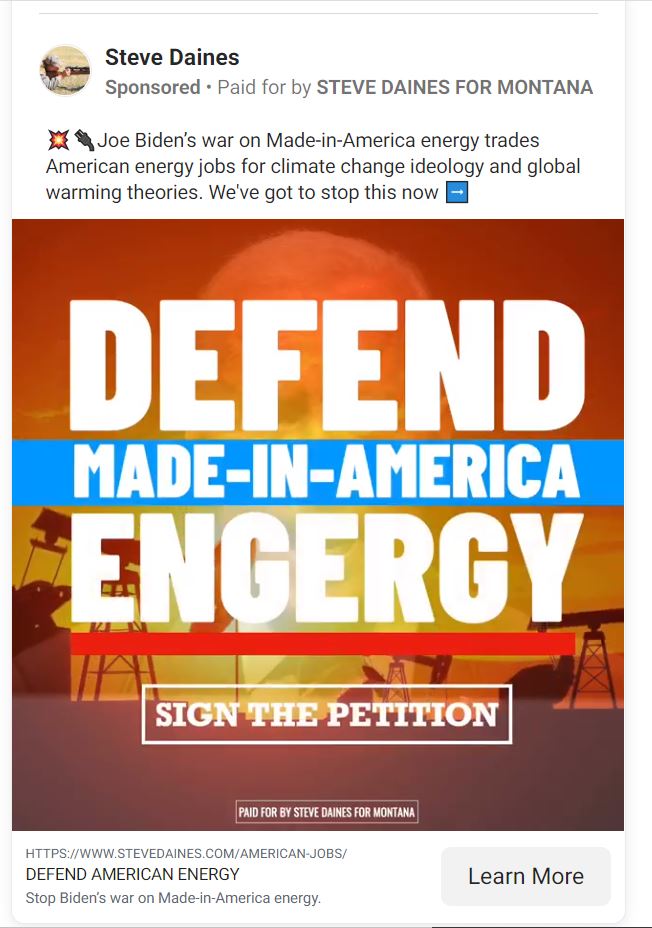 Steve Daines
Sponsored • Paid for by STEVE DAINES FOR MONTANA
💥🔌Joe Biden’s war on Made-in-America energy trades
American energy jobs for climate change ideology and global
warming theories. We've got to stop this now ➡️
DEFEND
MADE-IN-AMERICA
ENGERGY
SIGN THE PETITION
PAID FOR BY STEVE DAINES FOR MONTANA
HTTPS://WWW.STEVEDAINES.COM/AMERICAN-JOBS/
DEFEND AMERICAN ENERGY
Stop Biden’s war on Made-in-America energy.
Learn More